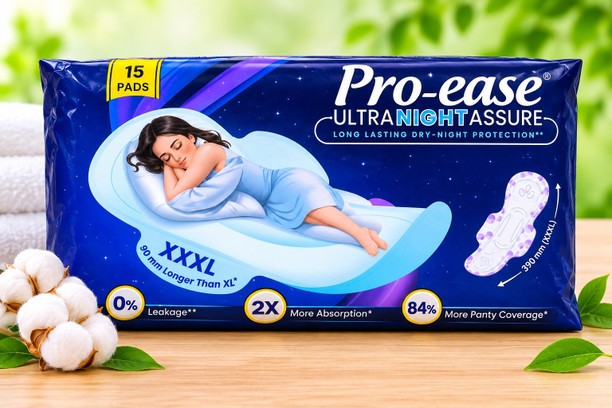 15
PADS
Pro-ease®
ULTRA NIGHT ASSURE
LONG LASTING DRY-NIGHT PROTECTION**
XXXL
90 mm Longer Than XL*
390 mm (XXXL)
0% Leakage**
2X More Absorption*
84% More Panty Coverage*